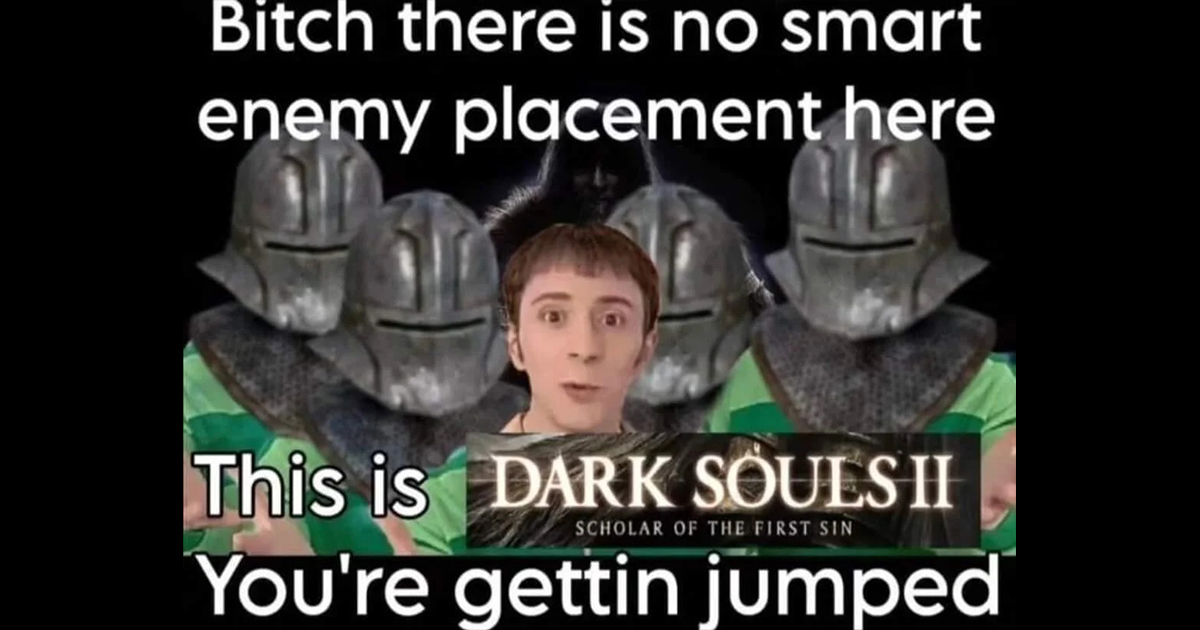 Bitch there is no smart
enemy placement here
This is DARK SOULS II
SCHOLAR OF THE FIRST SIN
You're gettin jumped